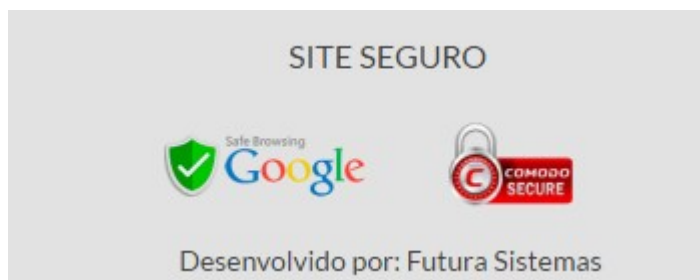 SITE SEGURO
Safe Browsing
Google
C COMODO
SECURE
Desenvolvido por: Futura Sistemas